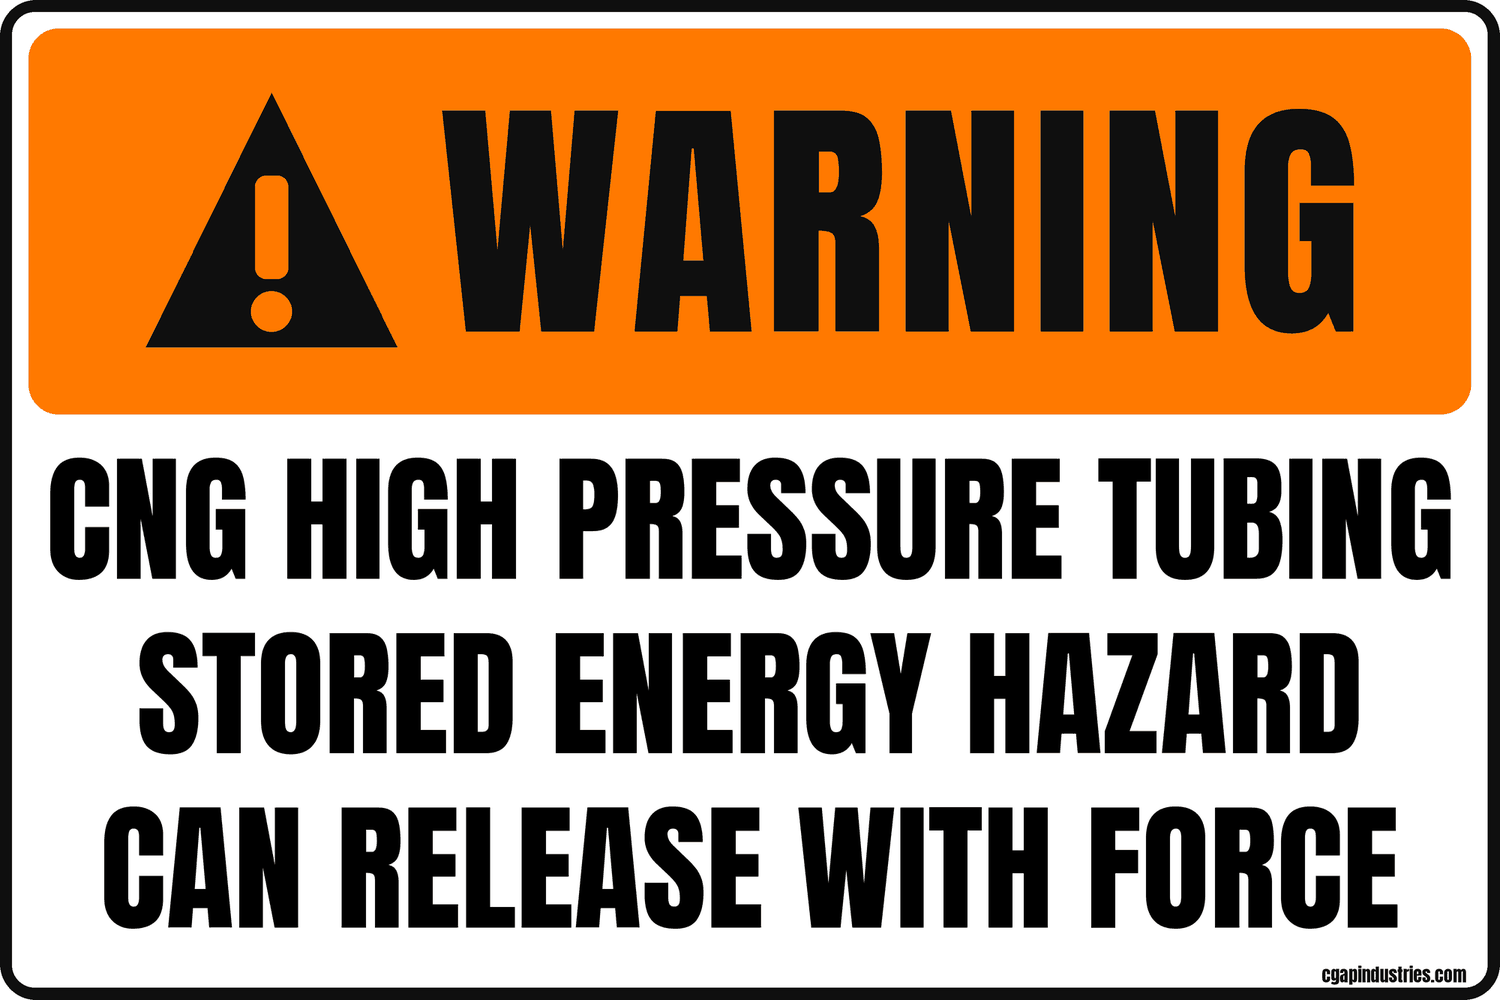 WARNING
CNG HIGH PRESSURE TUBING
STORED ENERGY HAZARD
CAN RELEASE WITH FORCE
cgapindustries.com